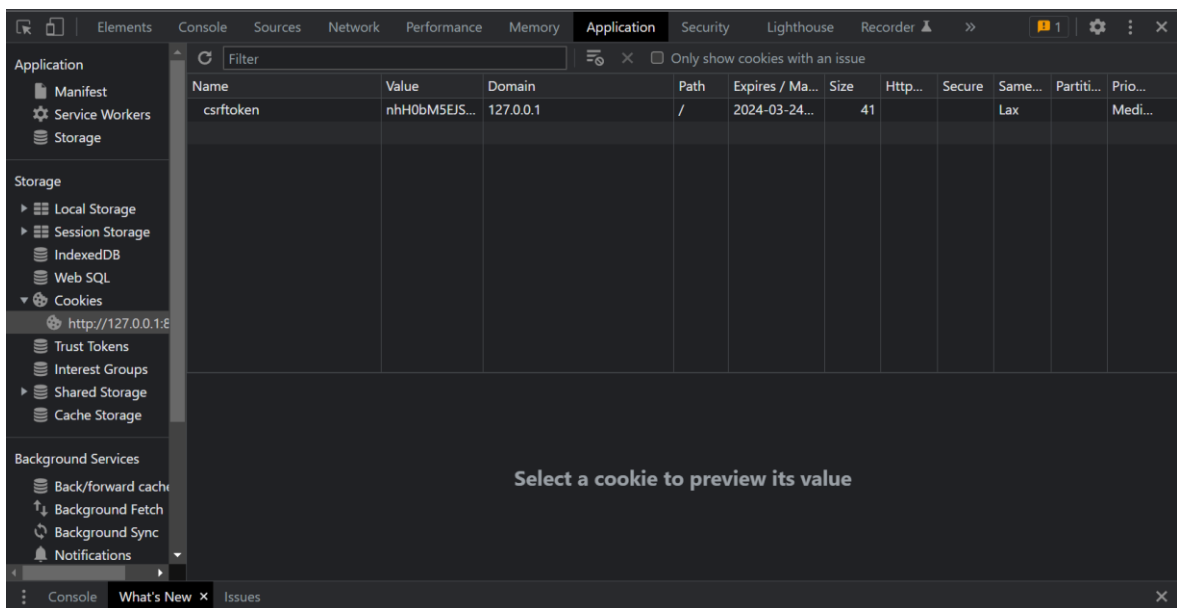 Elements Console Sources Network Performance Memory Application Security Lighthouse Recorder 1
Application
Manifest
Service Workers
Storage
Storage
Local Storage
Session Storage
IndexedDB
Web SQL
Cookies
http://127.0.0.1:8
Trust Tokens
Interest Groups
Shared Storage
Cache Storage
Background Services
Back/forward cache
Background Fetch
Background Sync
Notifications
Filter Only show cookies with an issue
Name Value Domain Path Expires / Ma... Size Http... Secure Same... Partiti... Prio...
csrftoken nhH0bM5EJS... 127.0.0.1 / 2024-03-24... 41 Lax Medi...
Select a cookie to preview its value
Console What's New Issues